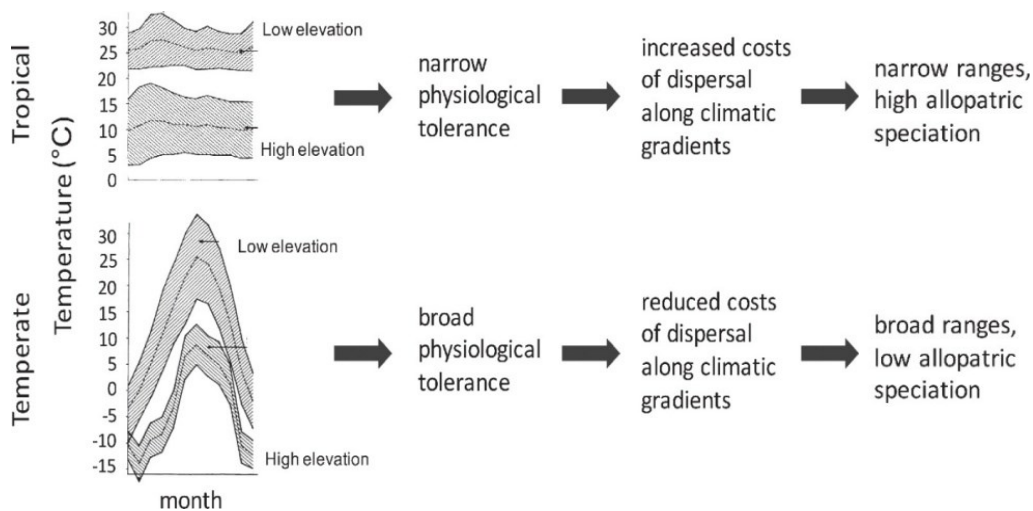 Tropical
Temperate
Temperature (°C)
30
25
20
15
10
5
0
Low elevation
High elevation
narrow
physiological
tolerance
increased costs
of dispersal
along climatic
gradients
narrow ranges,
high allopatric
speciation
30
25
20
15
10
5
0
-5
-10
-15
Low elevation
High elevation
month
broad
physiological
tolerance
reduced costs
of dispersal
along climatic
gradients
broad ranges,
low allopatric
speciation